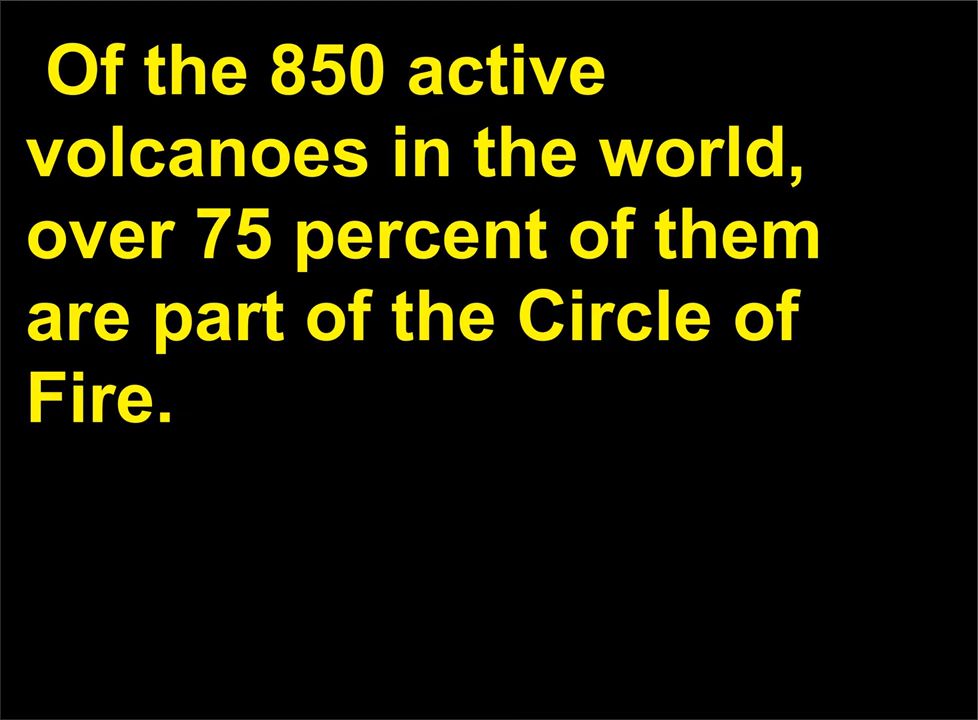 Of the 850 active
volcanoes in the world,
over 75 percent of them
are part of the Circle of
Fire.